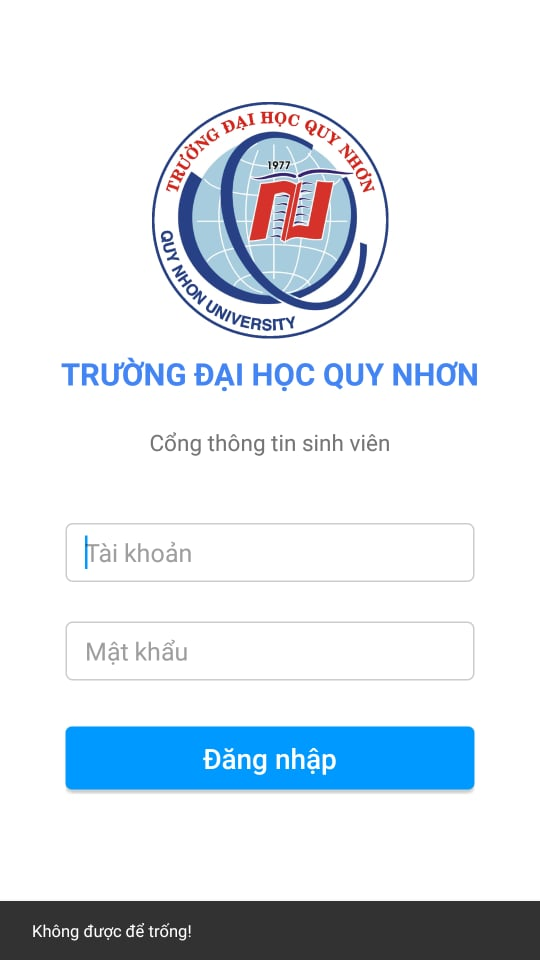 TRƯỜNG ĐẠI HỌC QUY NHƠN
1977
QUY NHON UNIVERSITY
TRƯỜNG ĐẠI HỌC QUY NHƠN
Cổng thông tin sinh viên
Tài khoản
Mật khẩu
Đăng nhập
Không được để trống!